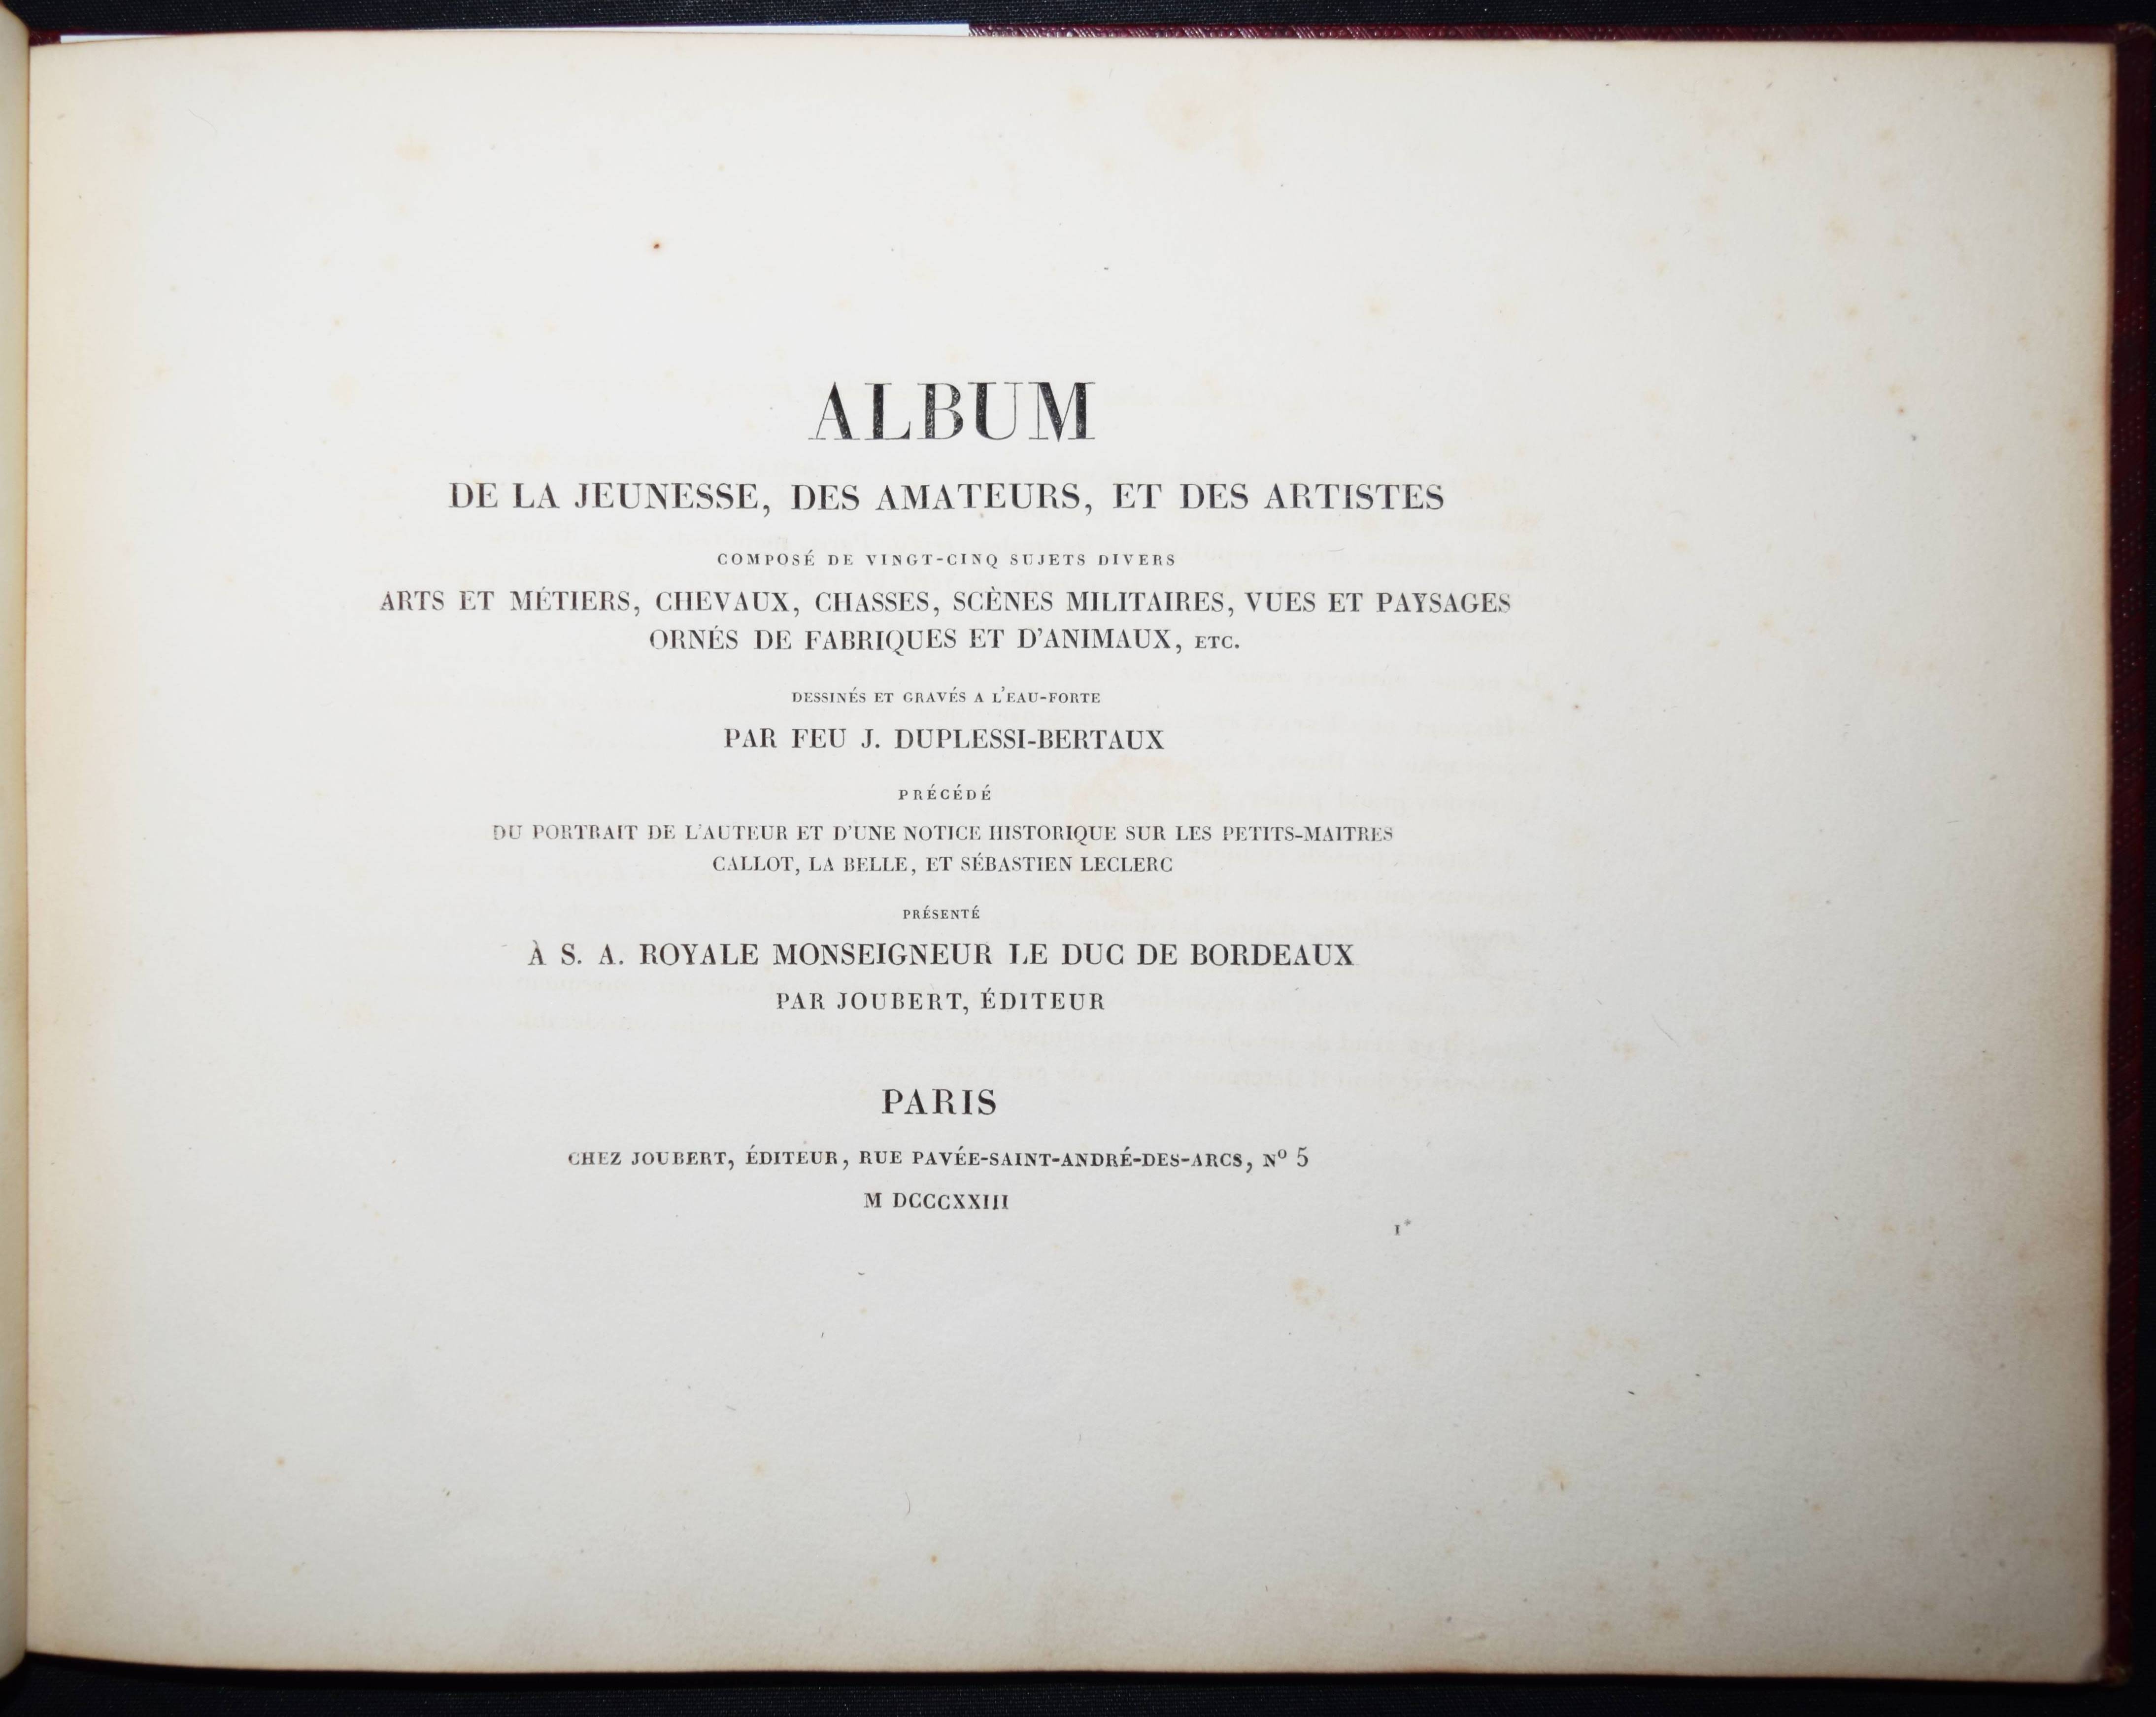 ALBUM
DE LA JEUNESSE, DES AMATEURS, ET DES ARTISTES
COMPOSÉ DE VINGT-CINQ SUJETS DIVERS
ARTS ET MÉTIERS, CHEVAUX, CHASSES, SCÈNES MILITAIRES, VUES ET PAYSAGES
ORNÉS DE FABRIQUES ET D'ANIMAUX, ETC.
DESSINÉS ET GRAVÉS A L'EAU-FORTE
PAR FEU J. DUPLESSI-BERTAUX
PRÉCÉDÉ
DU PORTRAIT DE L'AUTEUR ET D'UNE NOTICE HISTORIQUE SUR LES PETITS-MAITRES
CALLOT, LA BELLE, ET SÉBASTIEN LECLERC
PRÉSENTÉ
À S. A. ROYALE MONSEIGNEUR LE DUC DE BORDEAUX
PAR JOUBERT, ÉDITEUR
PARIS
CHEZ JOUBERT, ÉDITEUR, RUE PAVÉE-SAINT-ANDRÉ-DES-ARCS, Nº 5
M DCCCXXIII
1*